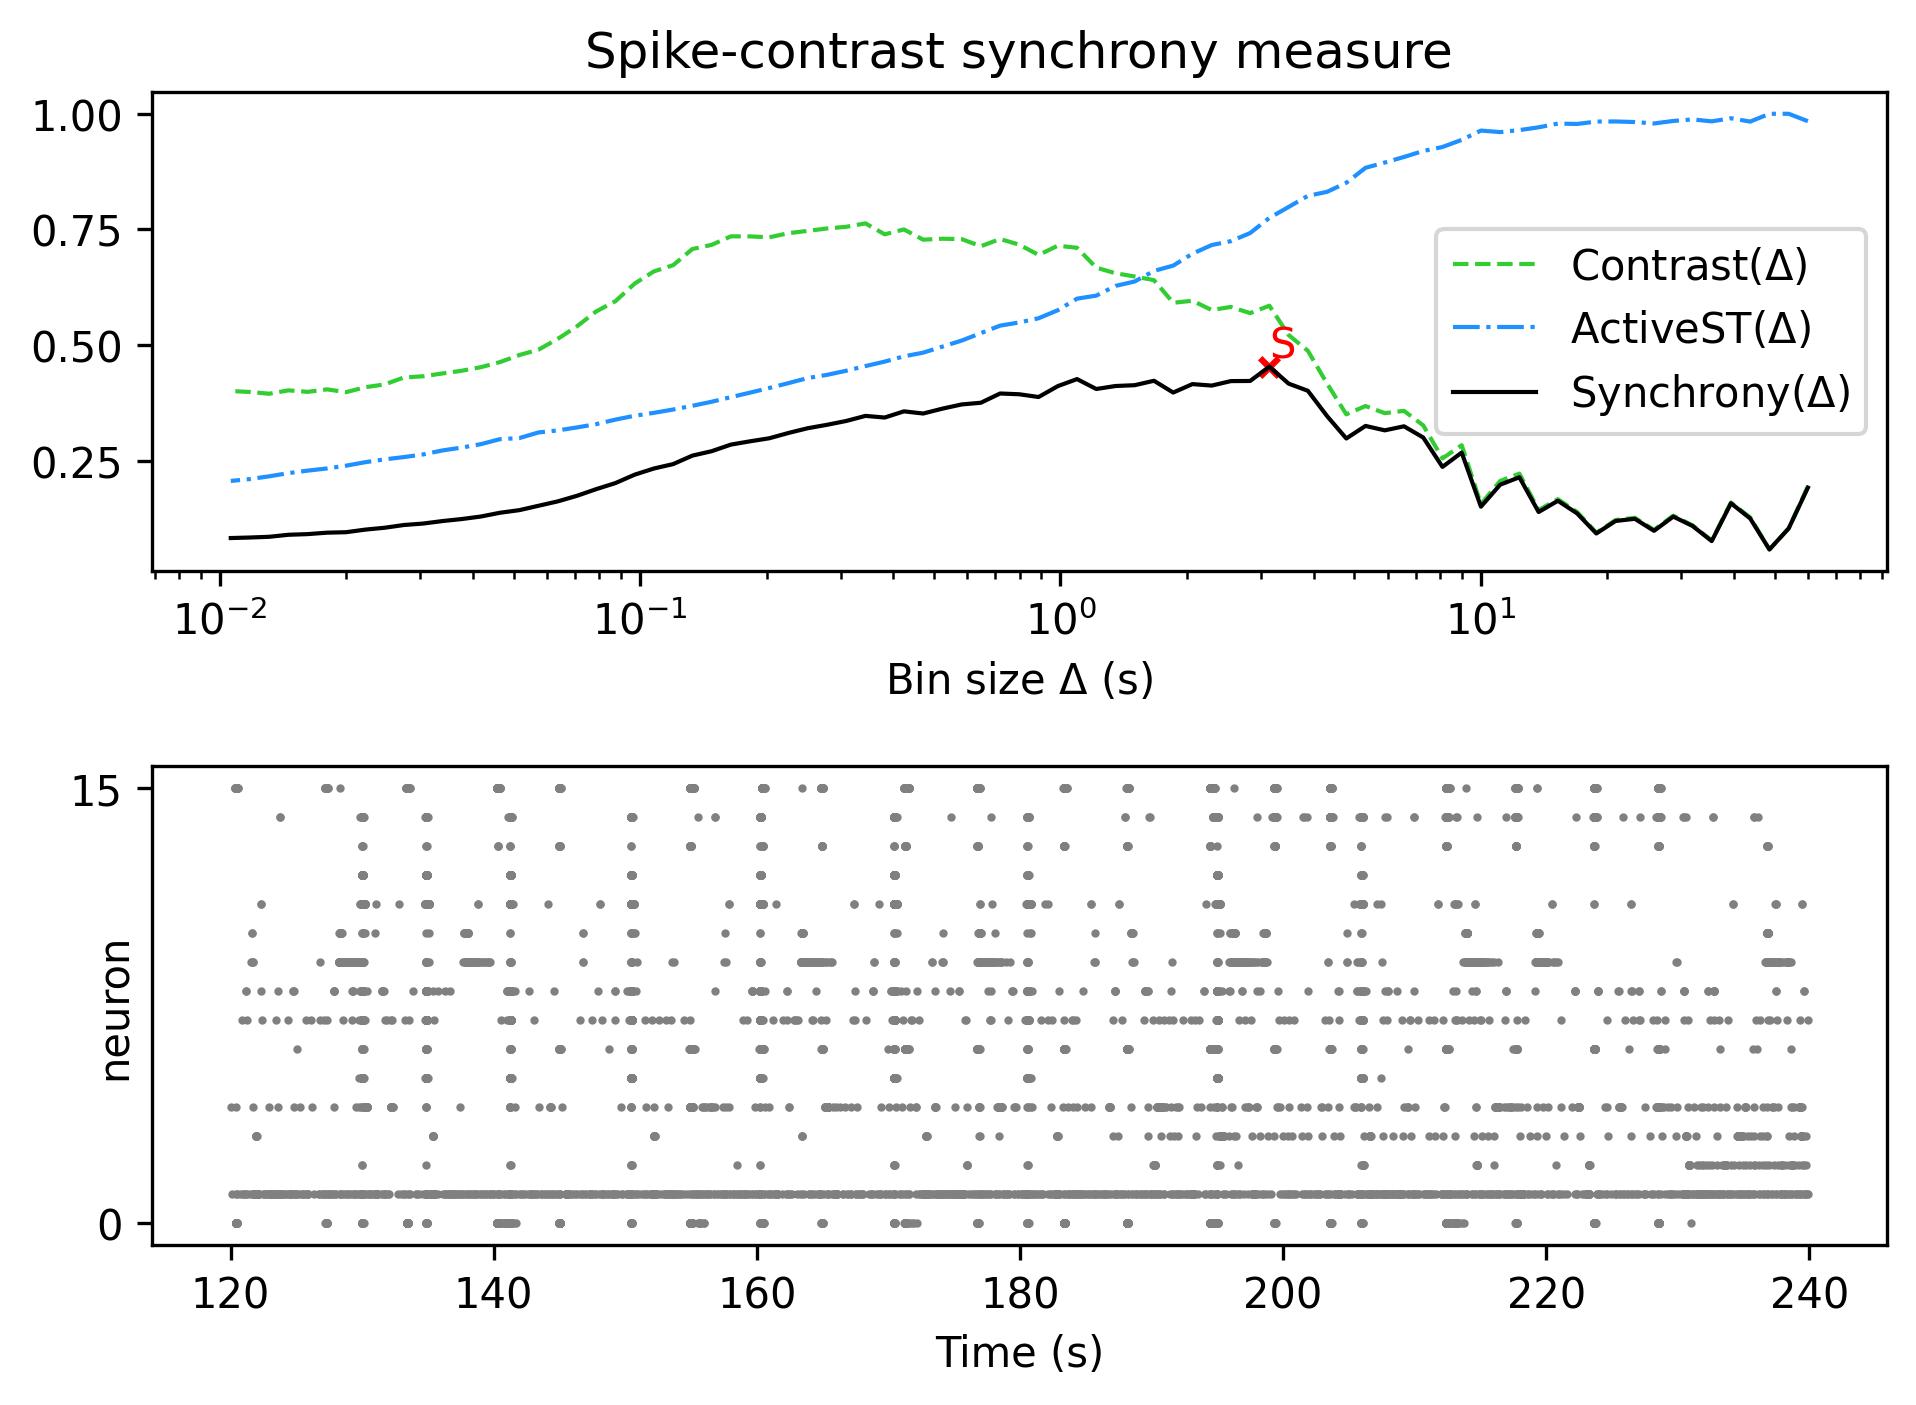 Spike-contrast synchrony measure
1.00
0.75
0.50
0.25
S
Contrast(Δ)
ActiveST(Δ)
Synchrony(Δ)
10⁻² 10⁻¹ 10⁰ 10¹
Bin size Δ (s)
15
neuron
0
120 140 160 180 200 220 240
Time (s)